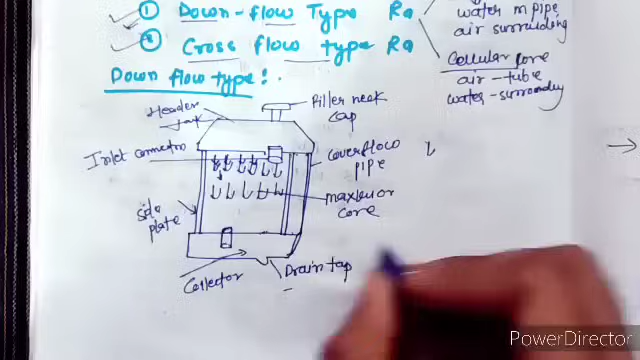 ① Down-flow Type Ra
② Cross flow type Ra
water in pipe
air surrounding
Cellular core
air-tube
water-surrounding
Down flow type:
Header
tank
Filler neck
cap
Inlet connector
overflow
pipe
side
plate
core
Collector
Drain tap
PowerDirector